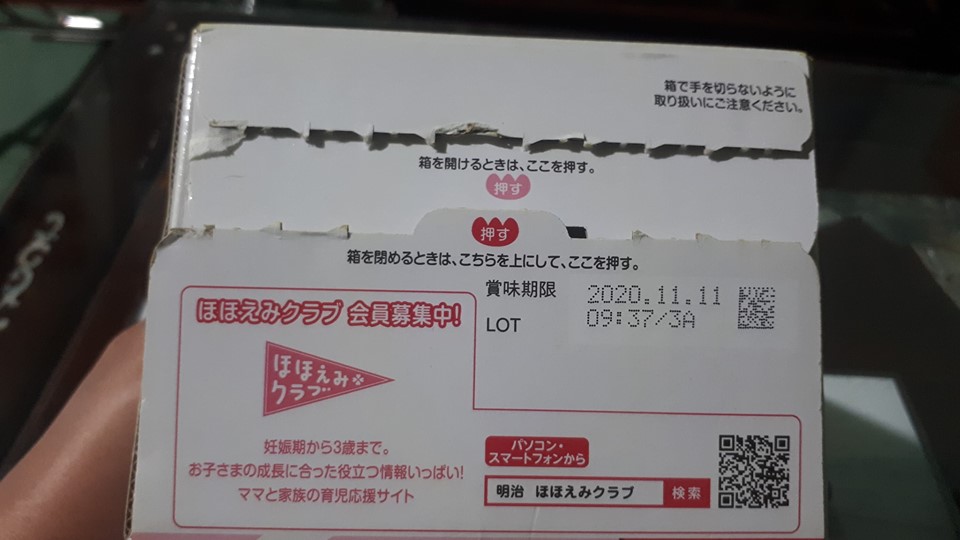 箱で手を切らないように
取り扱いにご注意ください。
箱を開けるときは、ここを押す。
押す
押す
箱を閉めるときは、こちらを上にして、ここを押す。
賞味期限 2020.11.11
LOT 09:37/3A
ほほえみクラブ 会員募集中!
ほほえみ
クラブ
妊娠期から3歳まで。
お子さまの成長に合った役立つ情報いっぱい!
ママと家族の育児応援サイト
パソコン・
スマートフォンから
明治 ほほえみクラブ 検索